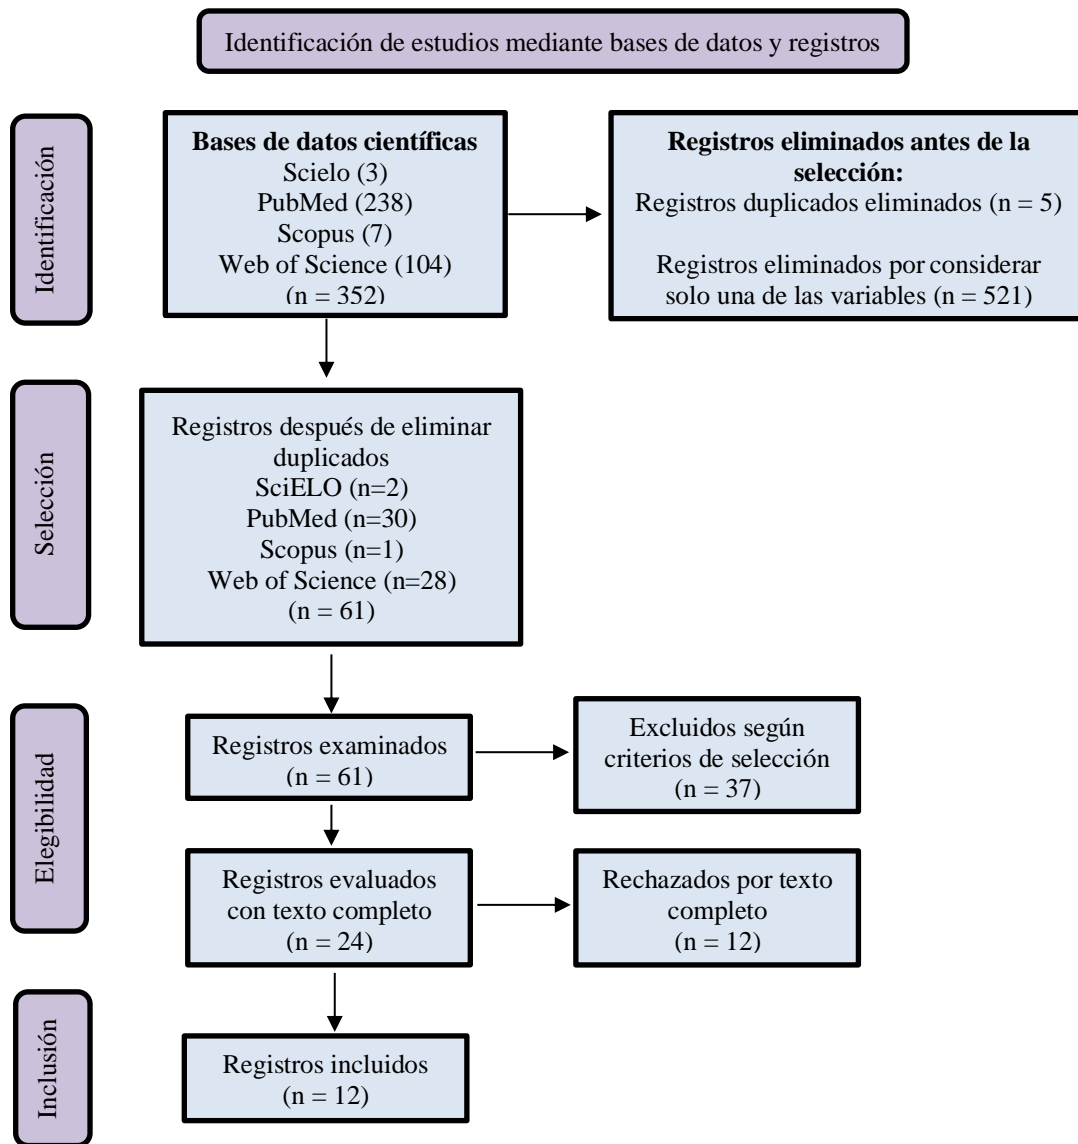 Identificación de estudios mediante bases de datos y registros
Identificación
Bases de datos científicas
Scielo (3)
PubMed (238)
Scopus (7)
Web of Science (104)
(n = 352)
Registros eliminados antes de la
selección:
Registros duplicados eliminados (n = 5)
Registros eliminados por considerar
solo una de las variables (n = 521)
Selección
Registros después de eliminar
duplicados
SciELO (n=2)
PubMed (n=30)
Scopus (n=1)
Web of Science (n=28)
(n = 61)
Elegibilidad
Registros examinados
(n = 61)
Excluidos según
criterios de selección
(n = 37)
Registros evaluados
con texto completo
(n = 24)
Rechazados por texto
completo
(n = 12)
Inclusión
Registros incluidos
(n = 12)